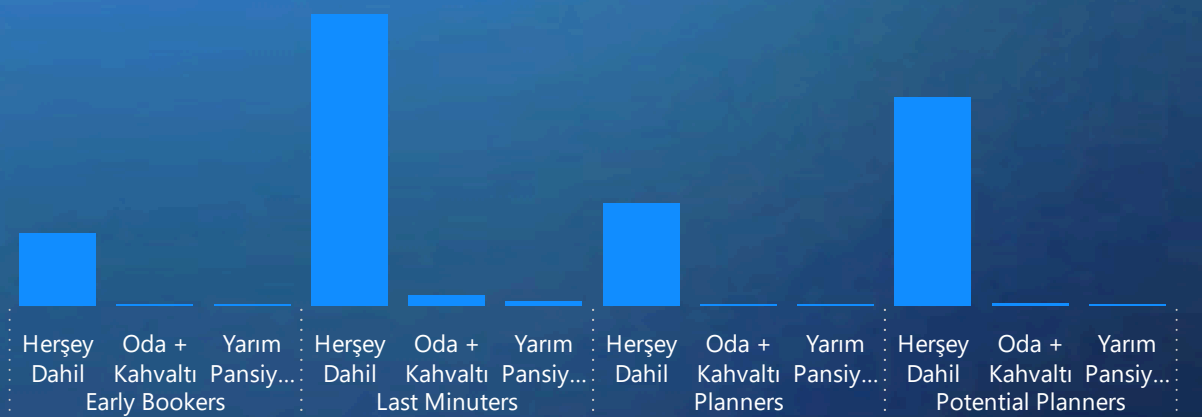 Herşey Oda + Yarım Herşey Oda + Yarım Herşey Oda + Yarım Herşey Oda + Yarım
Dahil Kahvaltı Pansiy... Dahil Kahvaltı Pansiy... Dahil Kahvaltı Pansiy... Dahil Kahvaltı Pansiy...
Early Bookers Last Minuters Planners Potential Planners